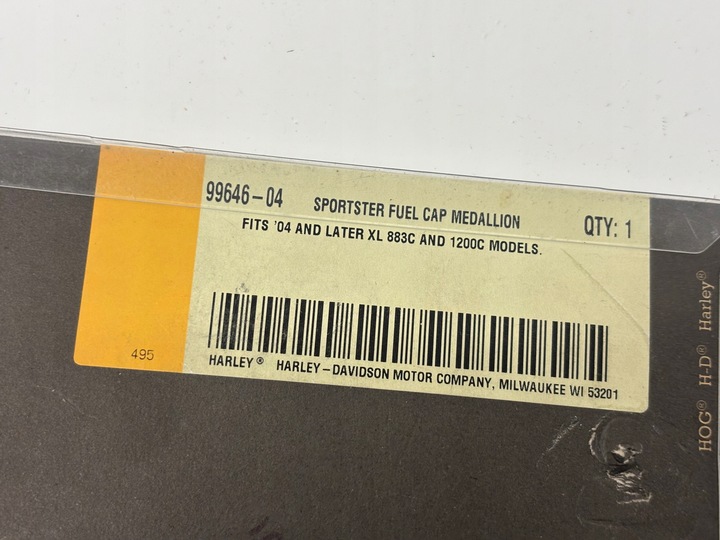 99646-04 SPORTSTER FUEL CAP MEDALLION QTY: 1
FITS '04 AND LATER XL 883C AND 1200C MODELS.
495
HARLEY® HARLEY-DAVIDSON MOTOR COMPANY, MILWAUKEE WI 53201
HOG® H-D® Harley®